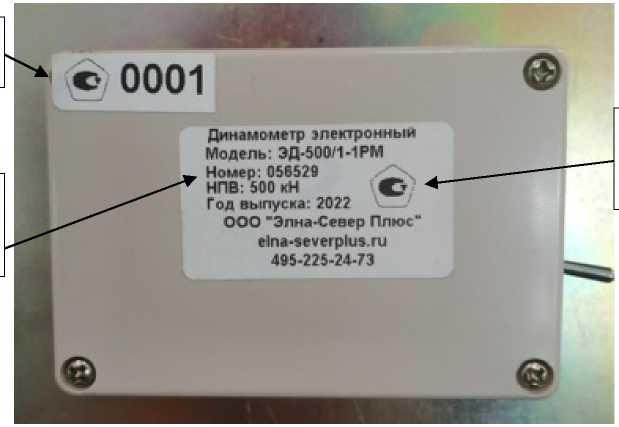 0001
Динамометр электронный
Модель: ЭД-500/1-1РМ
Номер: 056529
НПВ: 500 кН
Год выпуска: 2022
ООО "Элна-Север Плюс"
elna-severplus.ru
495-225-24-73